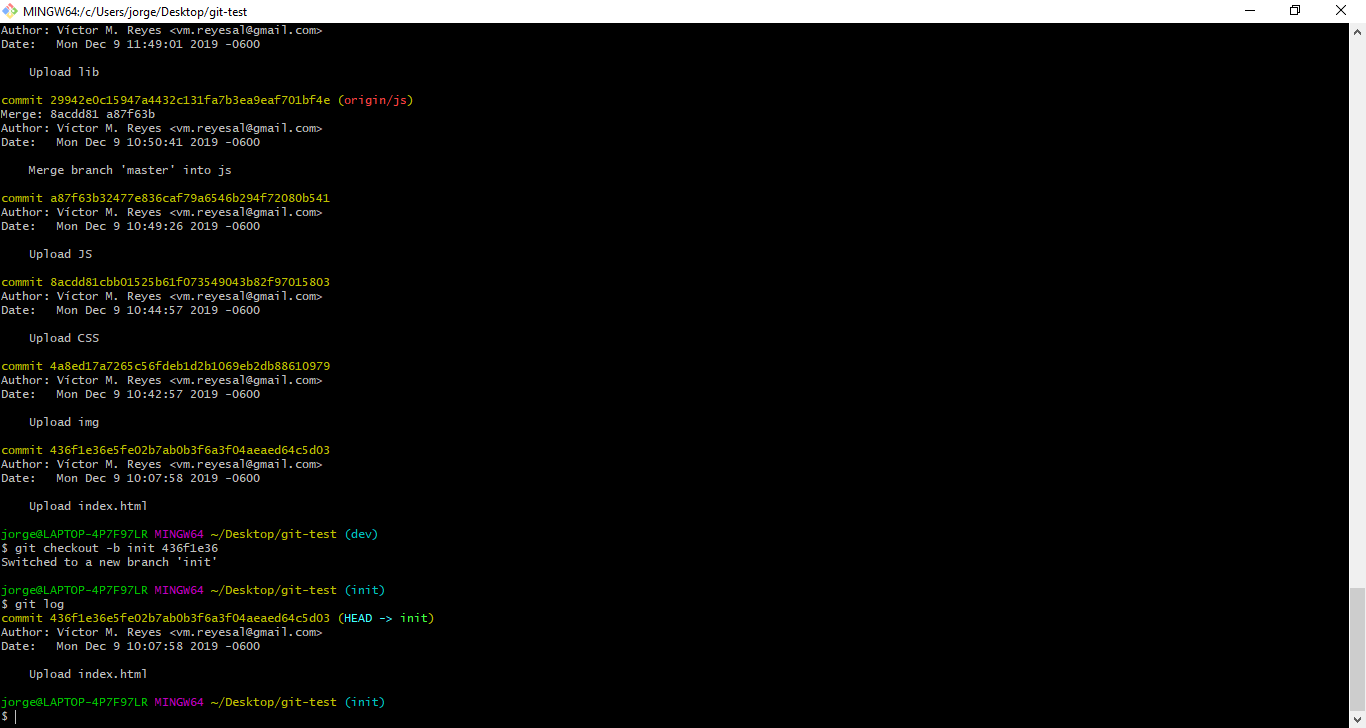 MINGW64:/c/Users/jorge/Desktop/git-test
Author: Víctor M. Reyes <vm.reyesal@gmail.com>
Date:   Mon Dec 9 11:49:01 2019 -0600
    Upload lib
commit 29942e0c15947a4432c131fa7b3ea9eaf701bf4e (origin/js)
Merge: 8acdd81 a87f63b
Author: Víctor M. Reyes <vm.reyesal@gmail.com>
Date:   Mon Dec 9 10:50:41 2019 -0600
    Merge branch 'master' into js
commit a87f63b32477e836caf79a6546b294f72080b541
Author: Víctor M. Reyes <vm.reyesal@gmail.com>
Date:   Mon Dec 9 10:49:26 2019 -0600
    Upload JS
commit 8acdd81cbb01525b61f073549043b82f97015803
Author: Víctor M. Reyes <vm.reyesal@gmail.com>
Date:   Mon Dec 9 10:44:57 2019 -0600
    Upload CSS
commit 4a8ed17a7265c56fdeb1d2b1069eb2db88610979
Author: Víctor M. Reyes <vm.reyesal@gmail.com>
Date:   Mon Dec 9 10:42:57 2019 -0600
    Upload img
commit 436f1e36e5fe02b7ab0b3f6a3f04aeaed64c5d03
Author: Víctor M. Reyes <vm.reyesal@gmail.com>
Date:   Mon Dec 9 10:07:58 2019 -0600
    Upload index.html
jorge@LAPTOP-4P7F97LR MINGW64 ~/Desktop/git-test (dev)
$ git checkout -b init 436f1e36
Switched to a new branch 'init'
jorge@LAPTOP-4P7F97LR MINGW64 ~/Desktop/git-test (init)
$ git log
commit 436f1e36e5fe02b7ab0b3f6a3f04aeaed64c5d03 (HEAD -> init)
Author: Víctor M. Reyes <vm.reyesal@gmail.com>
Date:   Mon Dec 9 10:07:58 2019 -0600
    Upload index.html
jorge@LAPTOP-4P7F97LR MINGW64 ~/Desktop/git-test (init)
$